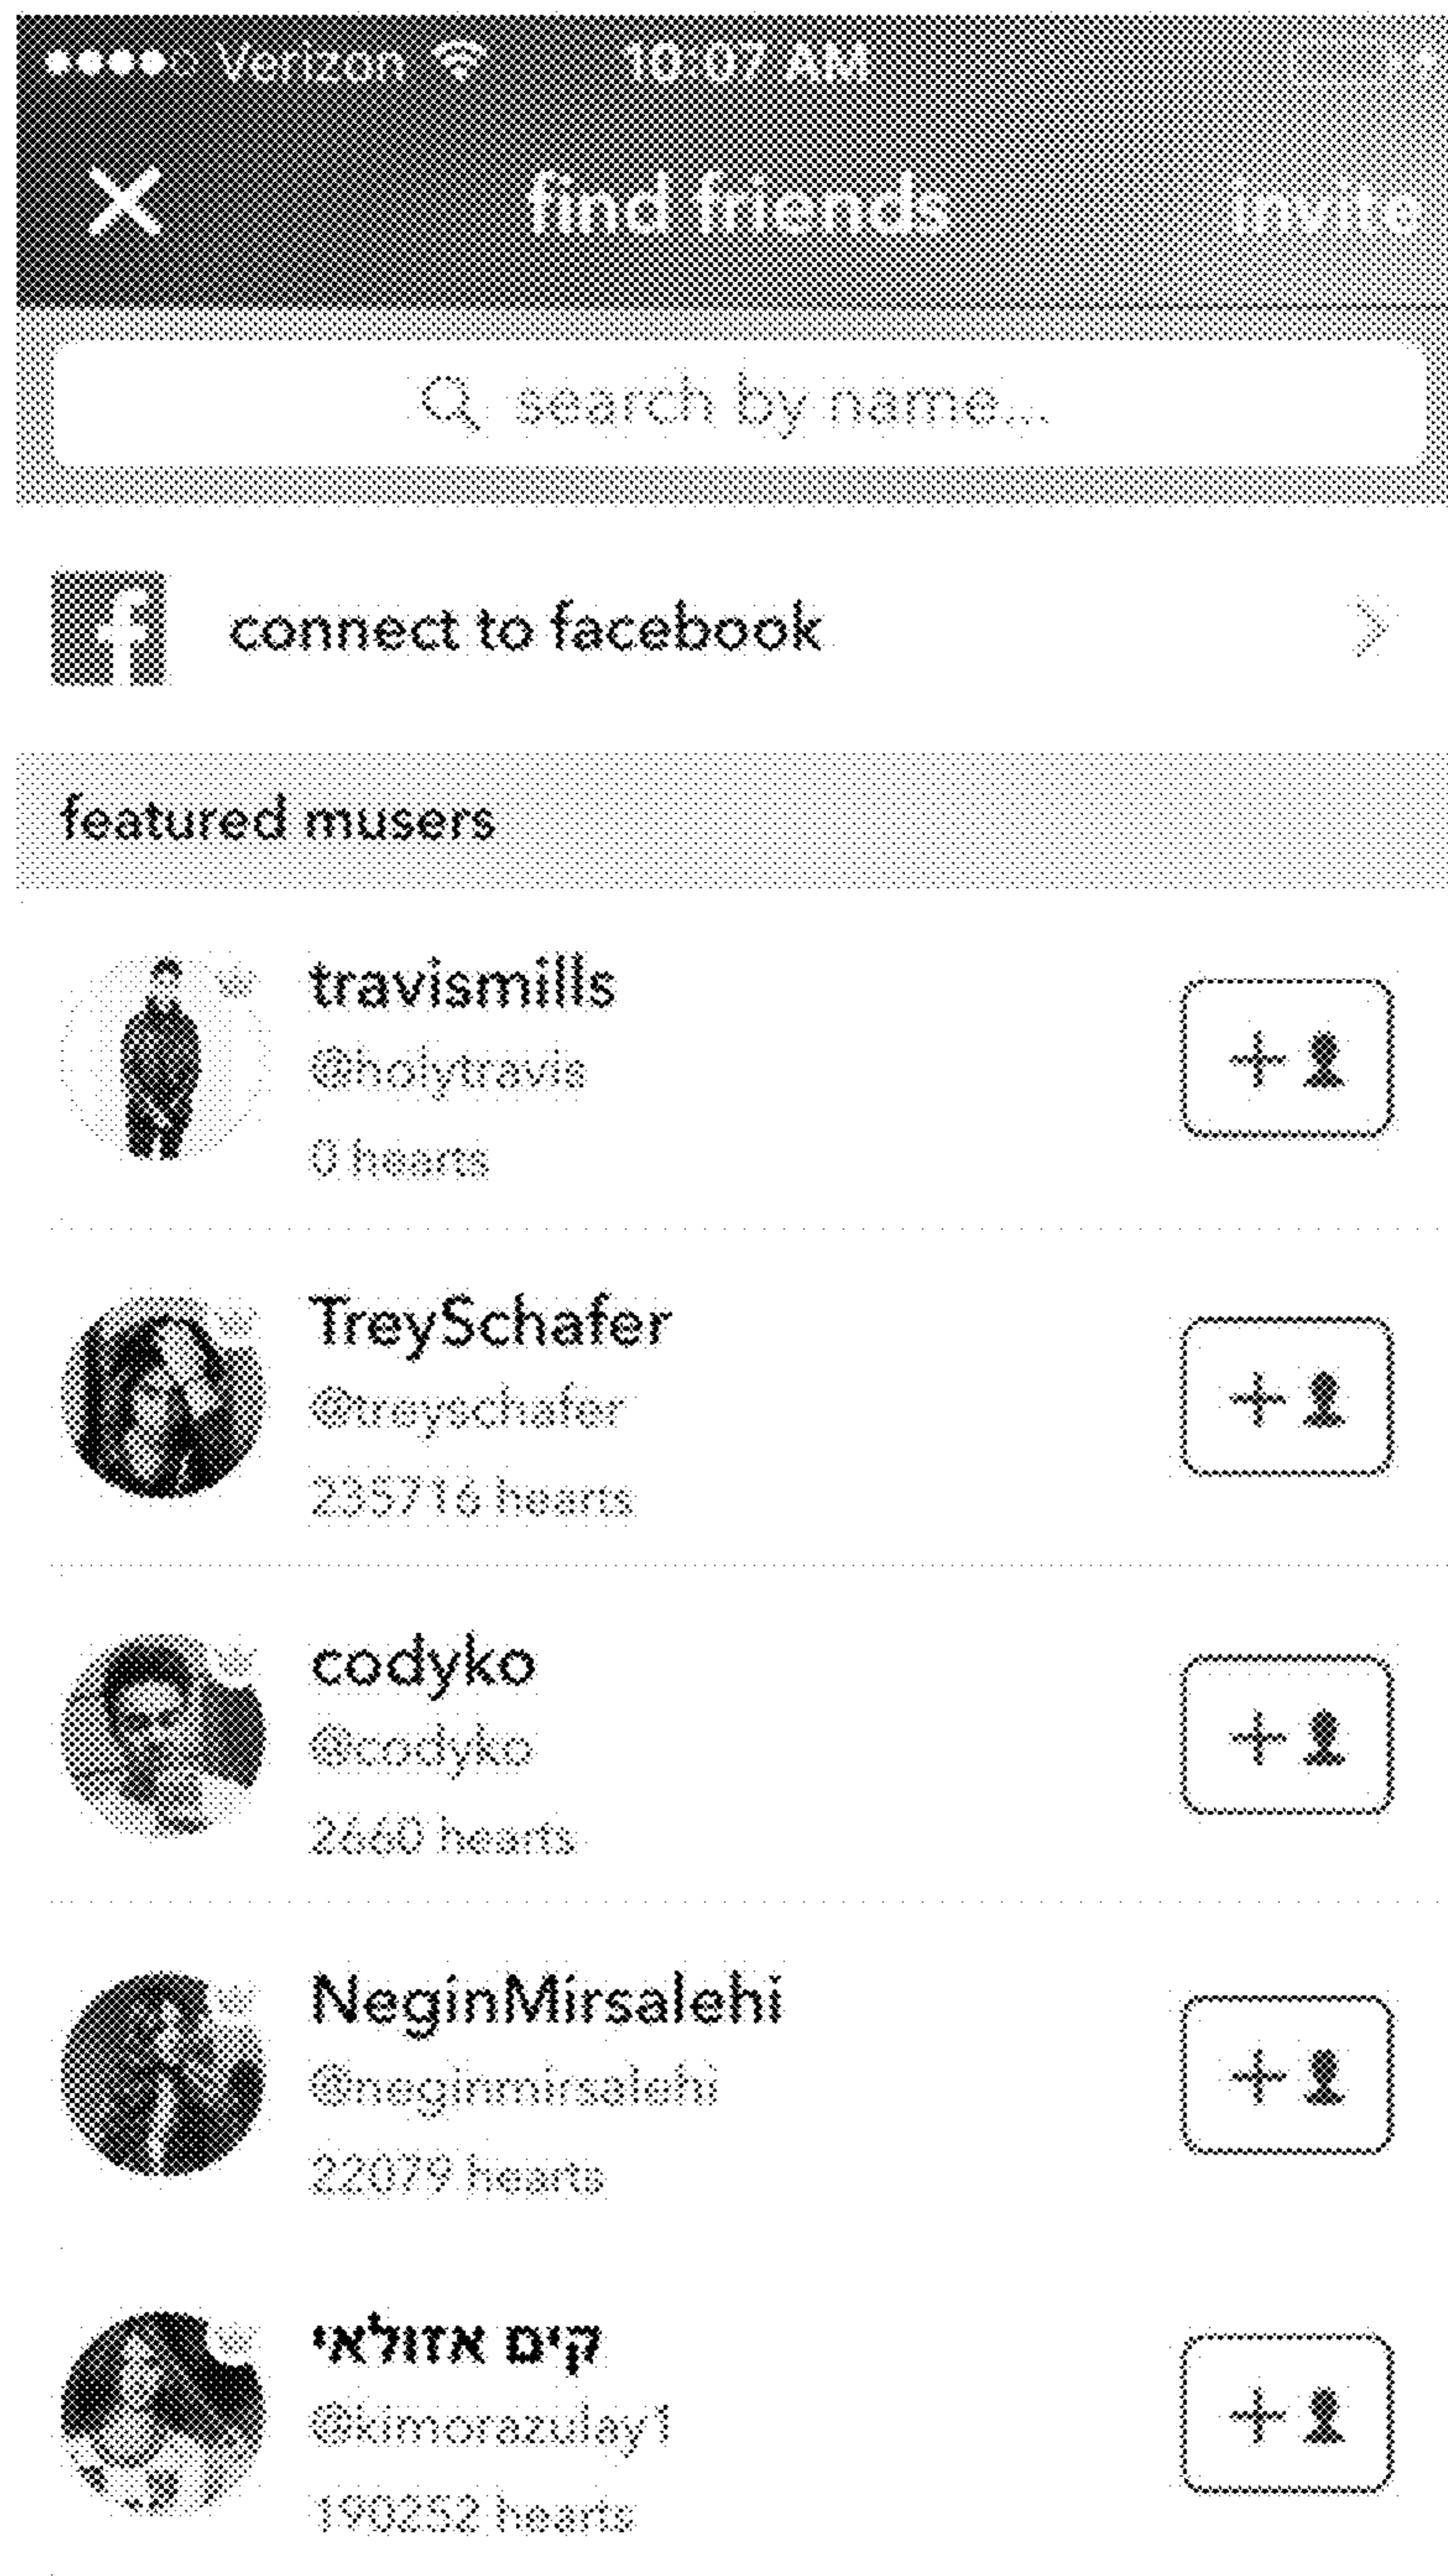 Verizon 10:07 AM
find friends invite
search by name...
connect to facebook
featured musers
travismills
@holytravis
0 hearts
TreySchafer
@treyschafer
235716 hearts
codyko
@codyko
2660 hearts
NeginMirsalehi
@neginmirsalehi
22079 hearts
קים אזולאי
@kimorazulay1
190252 hearts